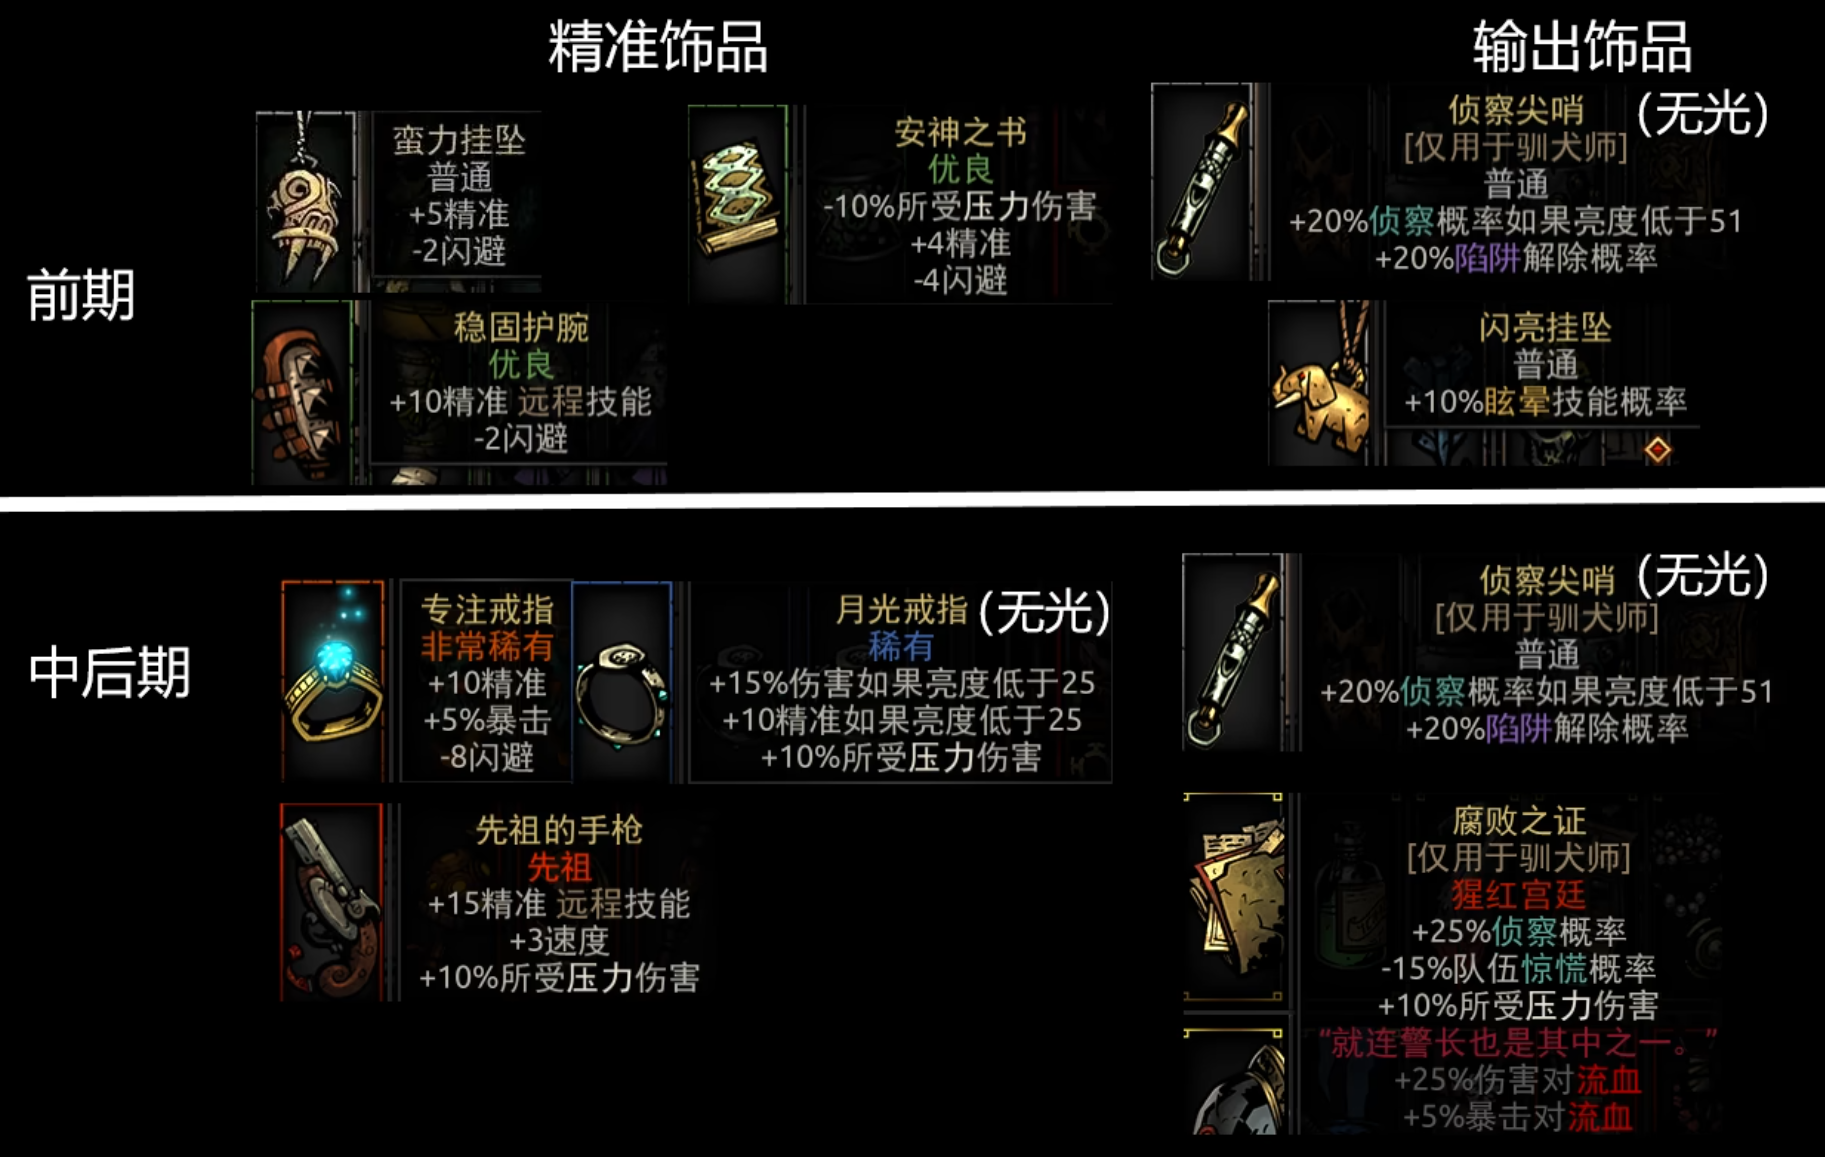 精准饰品
输出饰品
前期
蛮力挂坠
普通
+5精准
-2闪避
安神之书
优良
-10%所受压力伤害
+4精准
-4闪避
侦察尖哨 (无光)
[仅用于驯犬师]
普通
+20%侦察概率如果亮度低于51
+20%陷阱解除概率
稳固护腕
优良
+10精准 远程技能
-2闪避
闪亮挂坠
普通
+10%眩晕技能概率
中后期
专注戒指
非常稀有
+10精准
+5%暴击
-8闪避
月光戒指 (无光)
稀有
+15%伤害如果亮度低于25
+10精准如果亮度低于25
+10%所受压力伤害
侦察尖哨 (无光)
[仅用于驯犬师]
普通
+20%侦察概率如果亮度低于51
+20%陷阱解除概率
先祖的手枪
先祖
+15精准 远程技能
+3速度
+10%所受压力伤害
腐败之证
[仅用于驯犬师]
猩红宫廷
+25%侦察概率
-15%队伍惊慌概率
+10%所受压力伤害
“就连警长也是其中之一。”
+25%伤害对流血
+5%暴击对流血